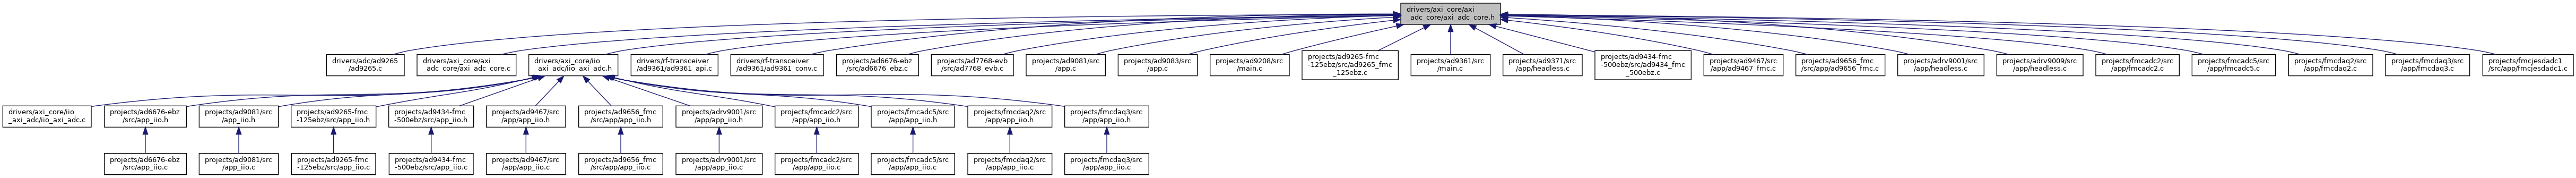 drivers/axi_core/axi
_adc_core/axi_adc_core.h
drivers/adc/ad9265
/ad9265.c
drivers/axi_core/axi
_adc_core/axi_adc_core.c
drivers/axi_core/iio
_axi_adc/iio_axi_adc.h
drivers/rf-transceiver
/ad9361/ad9361_api.c
drivers/rf-transceiver
/ad9361/ad9361_conv.c
projects/ad6676-ebz
/src/ad6676_ebz.c
projects/ad7768-evb
/src/ad7768_evb.c
projects/ad9081/src
/app.c
projects/ad9083/src
/app.c
projects/ad9208/src
/main.c
projects/ad9265-fmc
-125ebz/src/ad9265_fmc
_125ebz.c
projects/ad9361/src
/main.c
projects/ad9371/src
/app/headless.c
projects/ad9434-fmc
-500ebz/src/ad9434_fmc
_500ebz.c
projects/ad9467/src
/app/ad9467_fmc.c
projects/ad9656_fmc
/src/app/ad9656_fmc.c
projects/adrv9001/src
/app/headless.c
projects/adrv9009/src
/app/headless.c
projects/fmcadc2/src
/app/fmcadc2.c
projects/fmcadc5/src
/app/fmcadc5.c
projects/fmcdaq2/src
/app/fmcdaq2.c
projects/fmcdaq3/src
/app/fmcdaq3.c
projects/fmcjesdadc1
/src/app/fmcjesdadc1.c
drivers/axi_core/iio
_axi_adc/iio_axi_adc.c
projects/ad6676-ebz
/src/app_iio.h
projects/ad9081/src
/app_iio.h
projects/ad9265-fmc
-125ebz/src/app_iio.h
projects/ad9434-fmc
-500ebz/src/app_iio.h
projects/ad9467/src
/app/app_iio.h
projects/ad9656_fmc
/src/app/app_iio.h
projects/adrv9001/src
/app/app_iio.h
projects/fmcadc2/src
/app/app_iio.h
projects/fmcadc5/src
/app/app_iio.h
projects/fmcdaq2/src
/app/app_iio.h
projects/fmcdaq3/src
/app/app_iio.h
projects/ad6676-ebz
/src/app_iio.c
projects/ad9081/src
/app_iio.c
projects/ad9265-fmc
-125ebz/src/app_iio.c
projects/ad9434-fmc
-500ebz/src/app_iio.c
projects/ad9467/src
/app/app_iio.c
projects/ad9656_fmc
/src/app/app_iio.c
projects/adrv9001/src
/app/app_iio.c
projects/fmcadc2/src
/app/app_iio.c
projects/fmcadc5/src
/app/app_iio.c
projects/fmcdaq2/src
/app/app_iio.c
projects/fmcdaq3/src
/app/app_iio.c